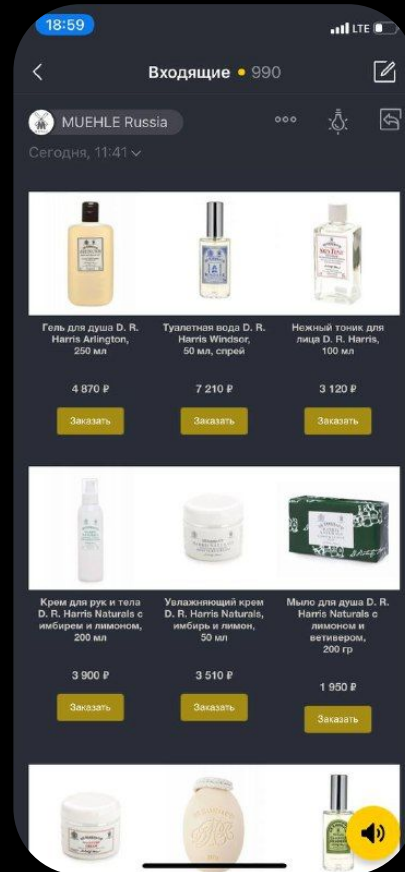 18:59
LTE
Входящие • 990
MUEHLE Russia
Сегодня, 11:41
Гель для душа D. R.
Harris Arlington,
250 мл
4 870 ₽
Заказать
Туалетная вода D. R.
Harris Windsor,
50 мл, спрей
7 210 ₽
Заказать
Нежный тоник для
лица D. R. Harris,
100 мл
3 120 ₽
Заказать
Крем для рук и тела
D. R. Harris Naturals с
имбирем и лимоном,
200 мл
3 900 ₽
Заказать
Увлажняющий крем
D. R. Harris Naturals,
имбирь и лимон,
50 мл
3 510 ₽
Заказать
Мыло для душа D. R.
Harris Naturals с
лимоном и
ветивером,
200 гр
1 950 ₽
Заказать